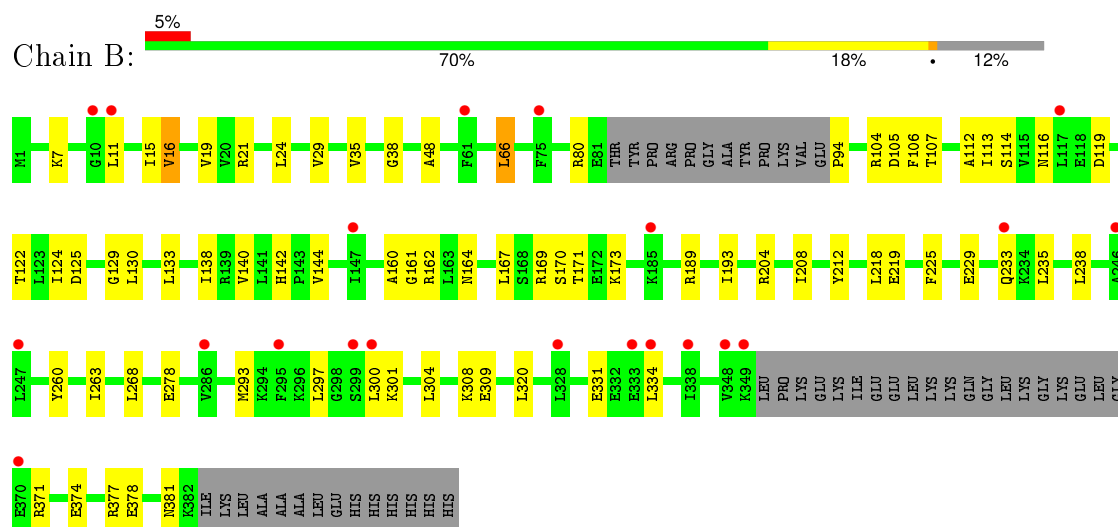 5%
Chain B:
70% 18% • 12%
M1 K7 G10 L11 I15 V16 V19 V20 R21 L24 V29 V35 G38 A48 F61 L66 F75 R80 E81 THR TYR PRO ARG PRO GLY ALA TYR PRO LYS VAL GLU P94 R104 D105 F106 T107 A112 I113 S114 V115 N116 L117 E118 D119
T122 L123 I124 D125 G129 L130 L133 I138 R139 V140 L141 H142 P143 V144 I147 A160 G161 R162 L163 N164 L167 S168 R169 S170 T171 E172 K173 K185 R189 I193 R204 I208 Y212 L218 E219 F225 E229 Q233 K234 L235 L238 A246
L247 Y260 I263 L268 E278 V286 M293 K294 F295 K296 L297 G298 S299 L300 K301 L304 K308 E309 L320 L328 E331 E332 E333 L334 I338 V348 K349 LEU PRO LYS GLU LYS ILE GLU GLU LEU LYS LYS GLN GLY LEU LYS GLY LYS GLU LEU GLY
E370 R371 E374 R377 E378 N381 K382 ILE LYS LEU ALA ALA ALA LEU GLU HIS HIS HIS HIS HIS HIS